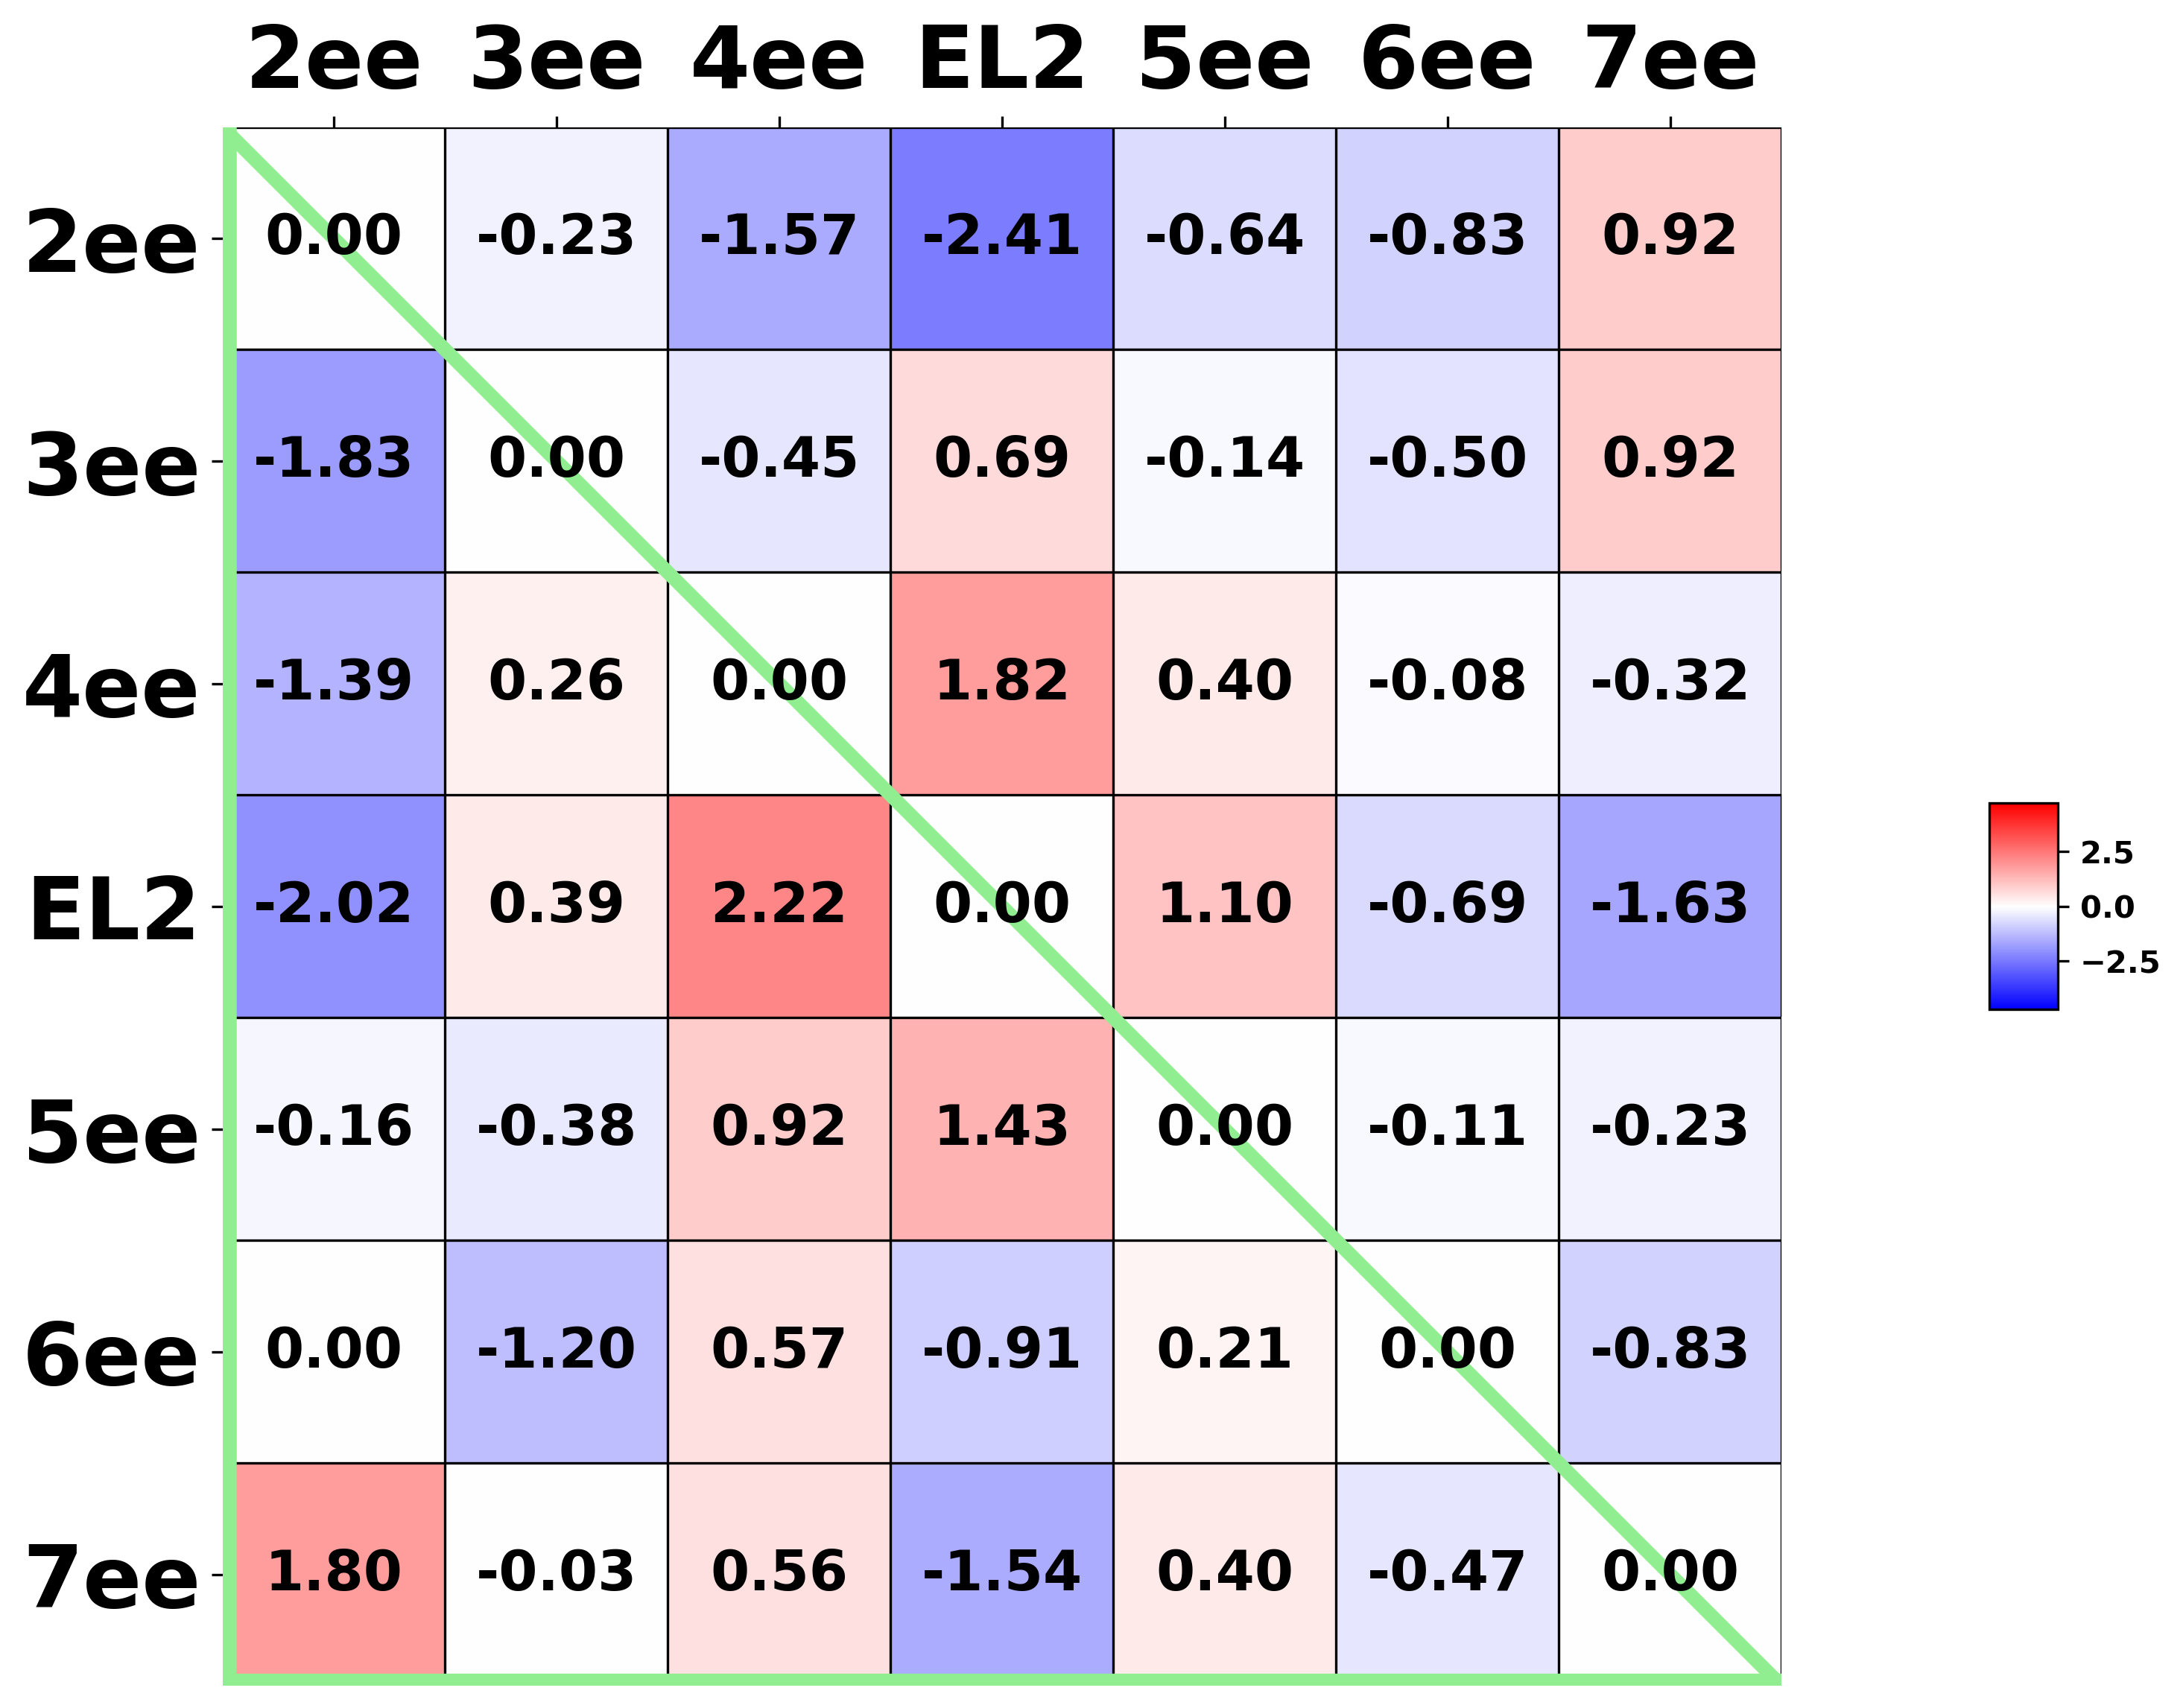 2ee 3ee 4ee EL2 5ee 6ee 7ee
2ee 0.00 -0.23 -1.57 -2.41 -0.64 -0.83 0.92
3ee -1.83 0.00 -0.45 0.69 -0.14 -0.50 0.92
4ee -1.39 0.26 0.00 1.82 0.40 -0.08 -0.32
EL2 -2.02 0.39 2.22 0.00 1.10 -0.69 -1.63
5ee -0.16 -0.38 0.92 1.43 0.00 -0.11 -0.23
6ee 0.00 -1.20 0.57 -0.91 0.21 0.00 -0.83
7ee 1.80 -0.03 0.56 -1.54 0.40 -0.47 0.00
2.5
0.0
−2.5